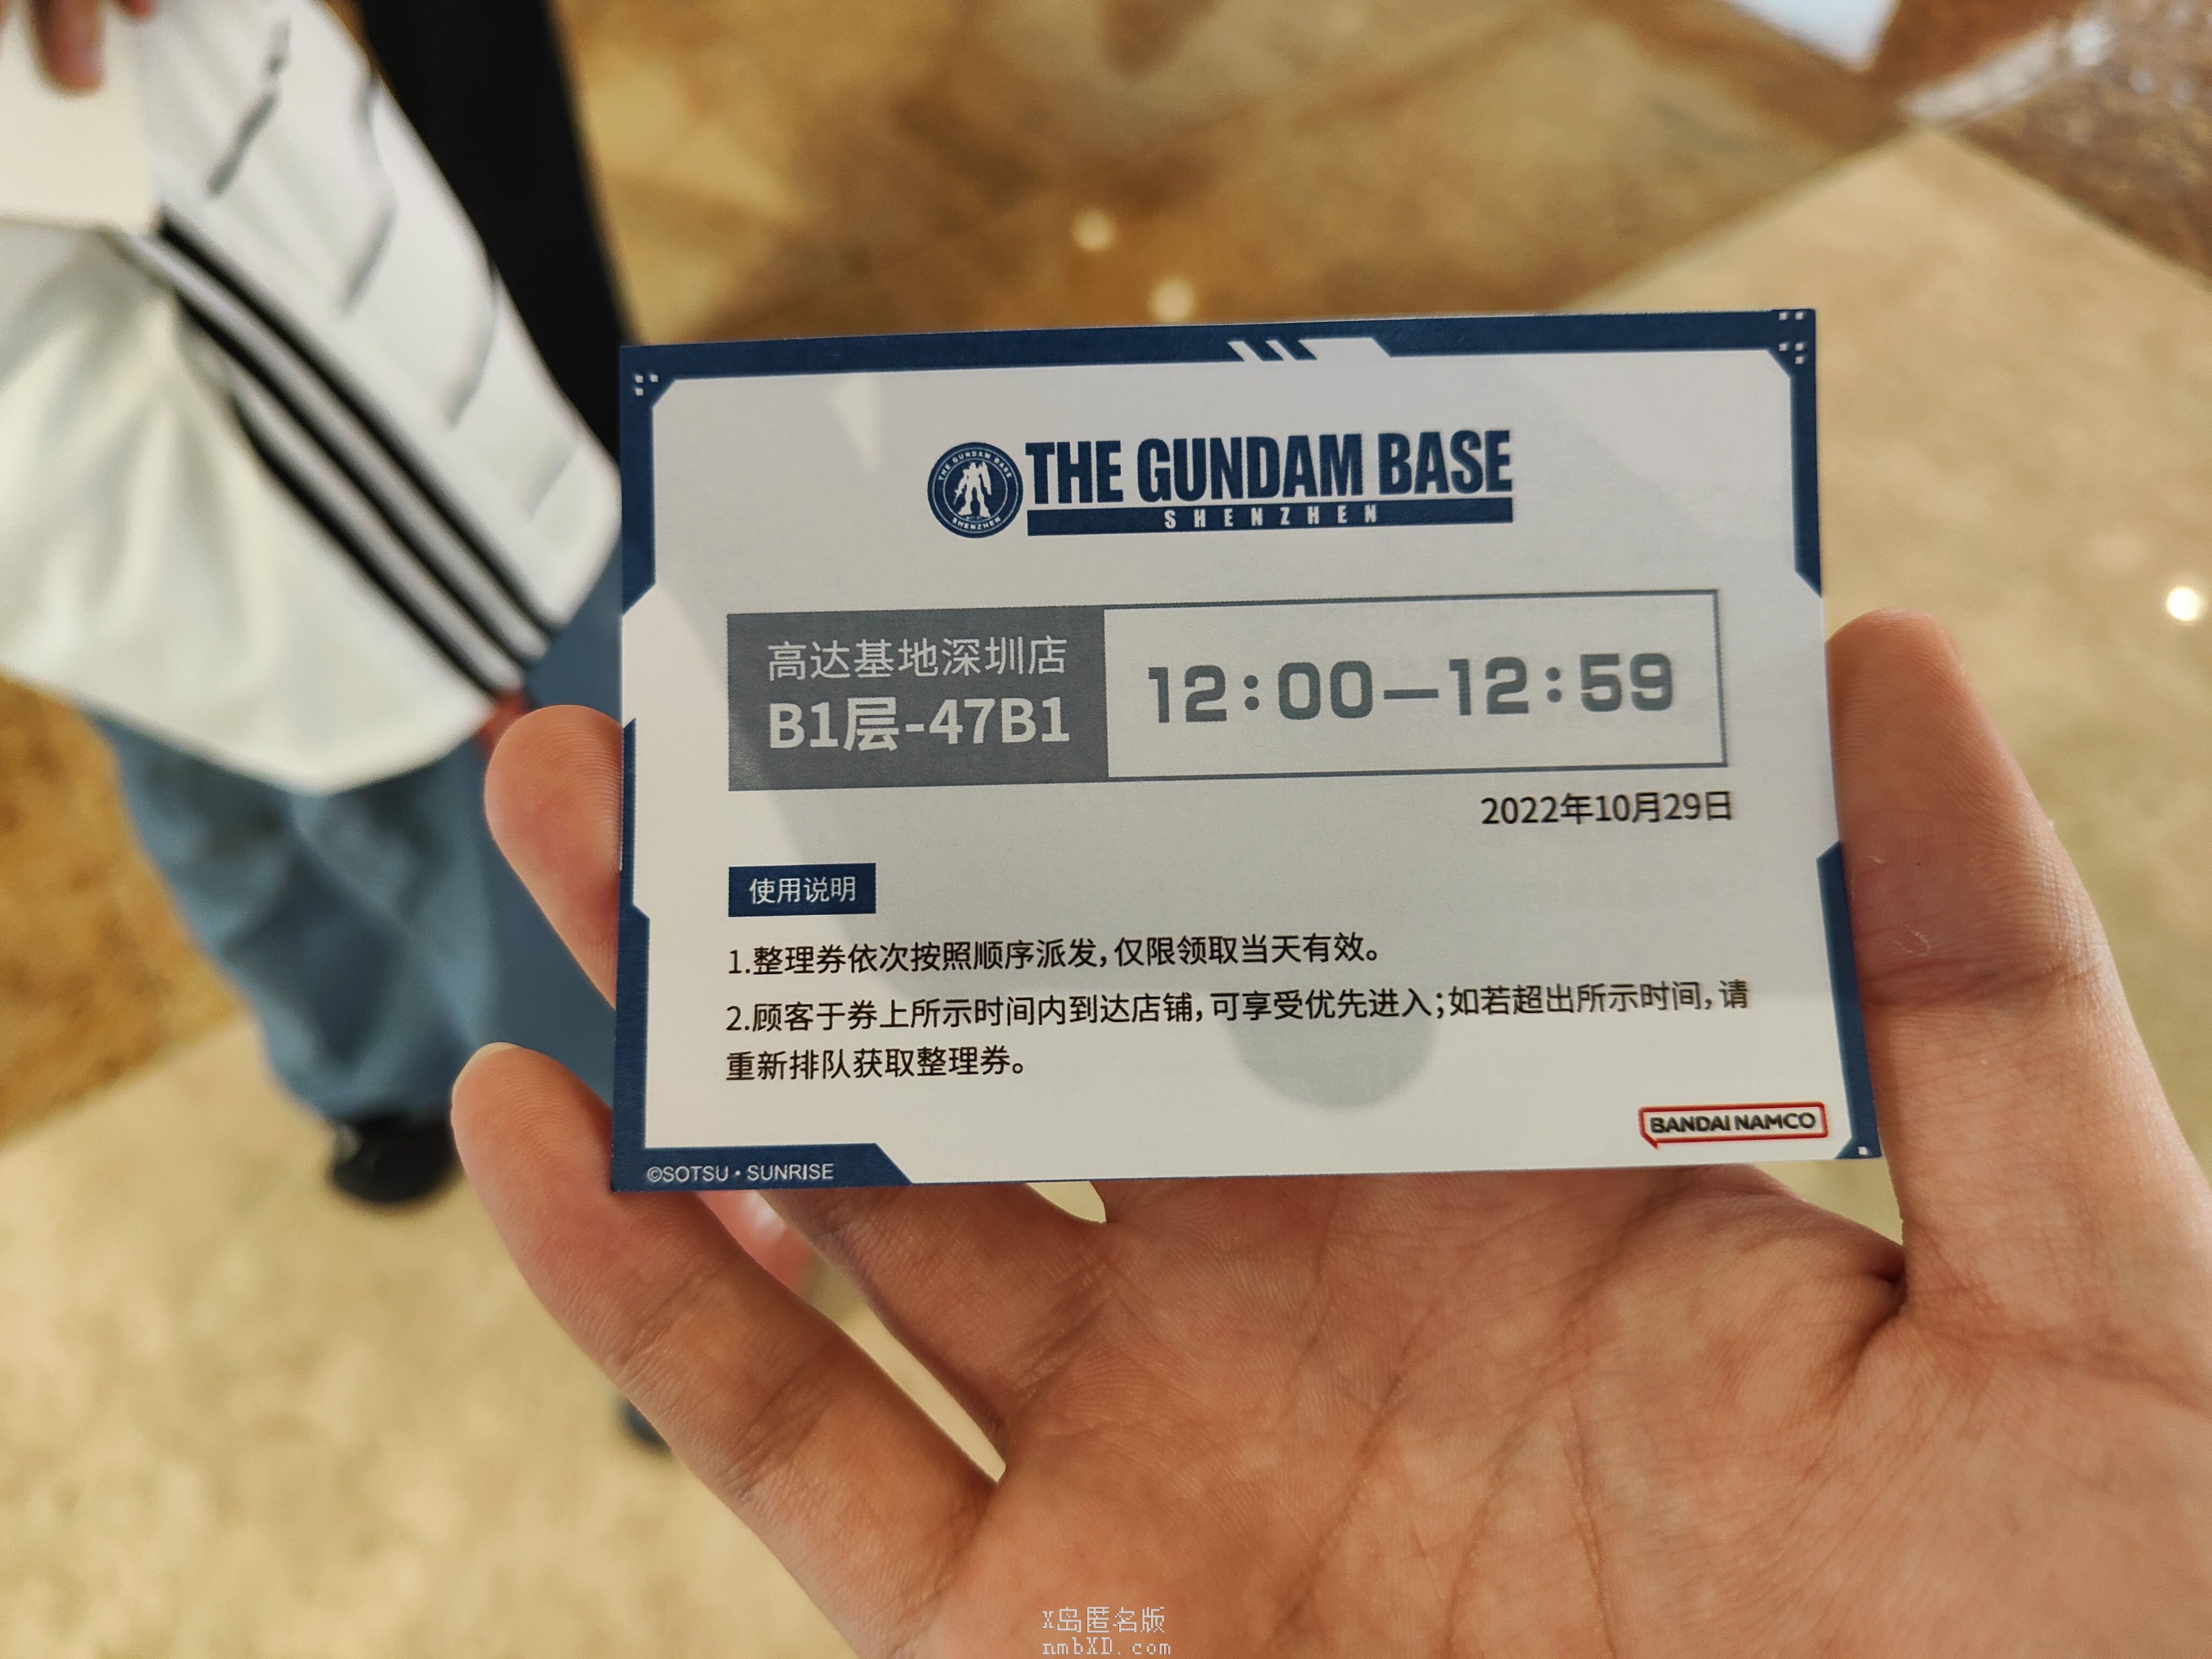 THE GUNDAM BASE
SHENZHEN
THE GUNDAM BASE
SHENZHEN
高达基地深圳店
B1层-47B1
12:00—12:59
2022年10月29日
使用说明
1.整理券依次按照顺序派发，仅限领取当天有效。
2.顾客于券上所示时间内到达店铺，可享受优先进入；如若超出所示时间，请
重新排队获取整理券。
BANDAI NAMCO
©SOTSU・SUNRISE
X岛匿名版
nmbXD.com